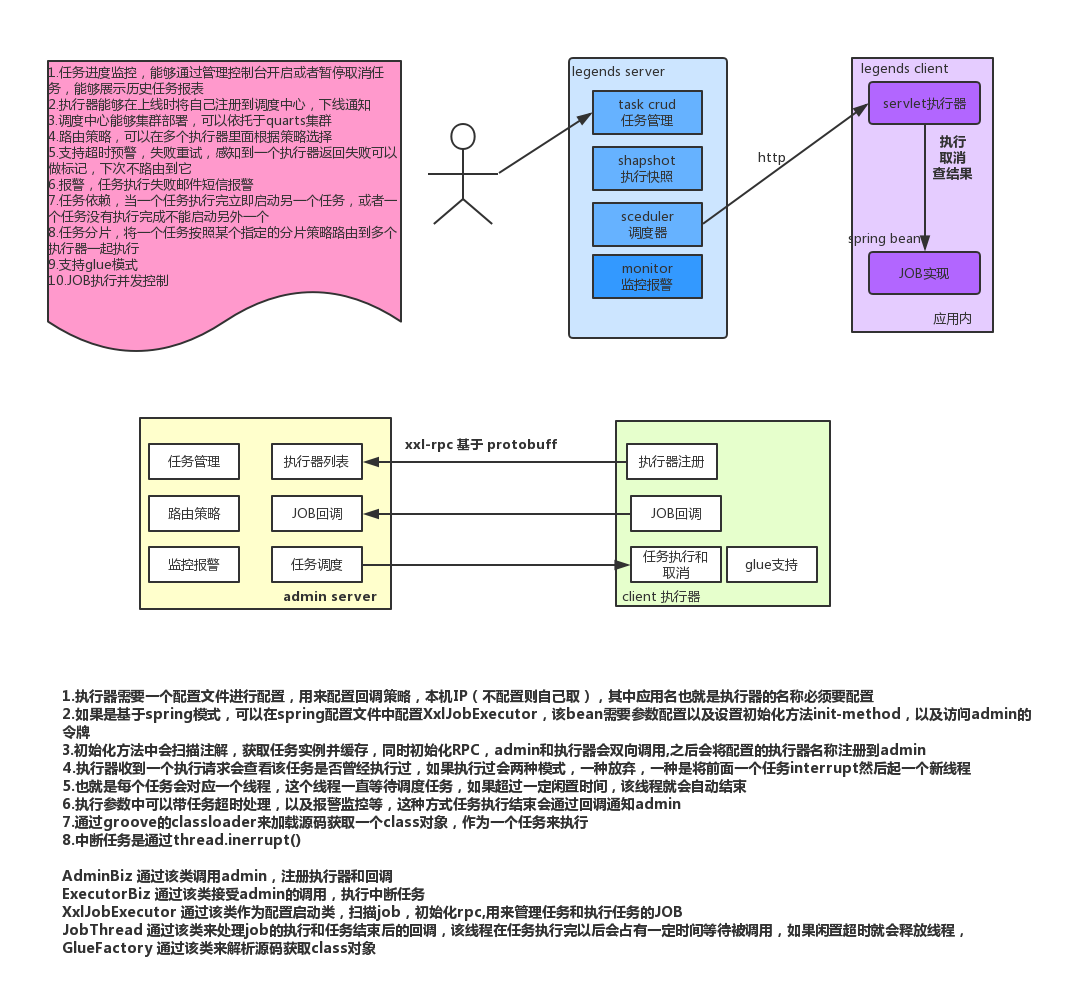 1.任务进度监控，能够通过管理控制台开启或者暂停取消任
务，能够展示历史任务报表
2.执行器能够在上线时将自己注册到调度中心，下线通知
3.调度中心能够集群部署，可以依托于quarts集群
4.路由策略，可以在多个执行器里面根据策略选择
5.支持超时预警，失败重试，感知到一个执行器返回失败可以
做标记，下次不路由到它
6.报警，任务执行失败邮件短信报警
7.任务依赖，当一个任务执行完立即启动另一个任务，或者一
个任务没有执行完成不能启动另外一个
8.任务分片，将一个任务按照某个指定的分片策略路由到多个
执行器一起执行
9.支持glue模式
10.JOB执行并发控制
legends server
task crud
任务管理
shapshot
执行快照
sceduler
调度器
monitor
监控报警
http
legends client
servlet执行器
执行
取消
查结果
spring bean
JOB实现
应用内
任务管理
执行器列表
路由策略
JOB回调
监控报警
任务调度
admin server
xxl-rpc 基于 protobuff
执行器注册
JOB回调
任务执行和
取消
glue支持
client 执行器
1.执行器需要一个配置文件进行配置，用来配置回调策略，本机IP（不配置则自己取），其中应用名也就是执行器的名称必须要配置
2.如果是基于spring模式，可以在spring配置文件中配置XxlJobExecutor，该bean需要参数配置以及设置初始化方法init-method，以及访问admin的
令牌
3.初始化方法中会扫描注解，获取任务实例并缓存，同时初始化RPC，admin和执行器会双向调用,之后会将配置的执行器名称注册到admin
4.执行器收到一个执行请求会查看该任务是否曾经执行过，如果执行过会两种模式，一种放弃，一种是将前面一个任务interrupt然后起一个新线程
5.也就是每个任务会对应一个线程，这个线程一直等待调度任务，如果超过一定闲置时间，该线程就会自动结束
6.执行参数中可以带任务超时处理，以及报警监控等，这种方式任务执行结束会通过回调通知admin
7.通过groove的classloader来加载源码获取一个class对象，作为一个任务来执行
8.中断任务是通过thread.inerrupt()
AdminBiz 通过该类调用admin，注册执行器和回调
ExecutorBiz 通过该类接受admin的调用，执行中断任务
XxlJobExecutor 通过该类作为配置启动类，扫描job，初始化rpc,用来管理任务和执行任务的JOB
JobThread 通过该类来处理job的执行和任务结束后的回调，该线程在任务执行完以后会占有一定时间等待被调用，如果闲置超时就会释放线程，
GlueFactory 通过该类来解析源码获取class对象